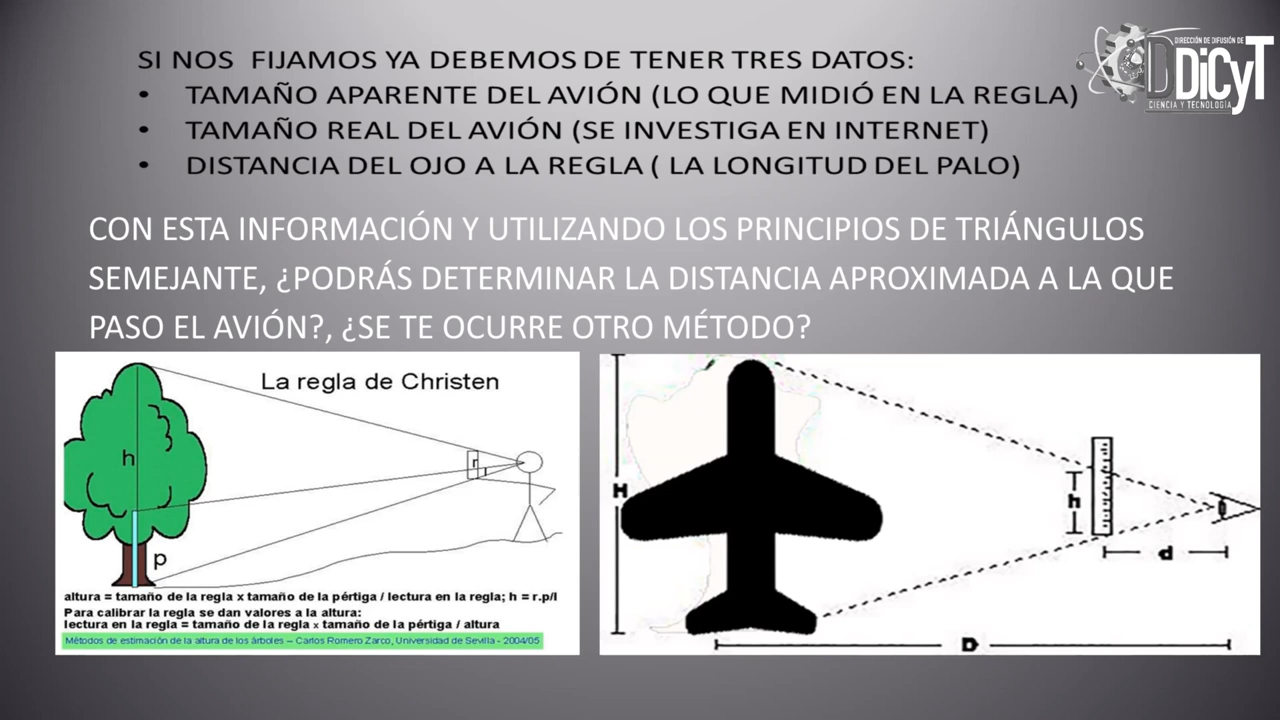 SI NOS FIJAMOS YA DEBEMOS DE TENER TRES DATOS:
• TAMAÑO APARENTE DEL AVIÓN (LO QUE MIDIÓ EN LA REGLA)
• TAMAÑO REAL DEL AVIÓN (SE INVESTIGA EN INTERNET)
• DISTANCIA DEL OJO A LA REGLA ( LA LONGITUD DEL PALO)
DIRECCIÓN DE DIFUSIÓN DE
DDiCyT
CIENCIA Y TECNOLOGÍA
CON ESTA INFORMACIÓN Y UTILIZANDO LOS PRINCIPIOS DE TRIÁNGULOS
SEMEJANTE, ¿PODRÁS DETERMINAR LA DISTANCIA APROXIMADA A LA QUE
PASO EL AVIÓN?, ¿SE TE OCURRE OTRO MÉTODO?
La regla de Christen
h
r
l
p
altura = tamaño de la regla x tamaño de la pértiga / lectura en la regla; h = r.p/l
Para calibrar la regla se dan valores a la altura:
lectura en la regla = tamaño de la regla x tamaño de la pértiga / altura
Métodos de estimación de la altura de los árboles – Carlos Romero Zarco, Universidad de Sevilla - 2004/05
H
h
d
D